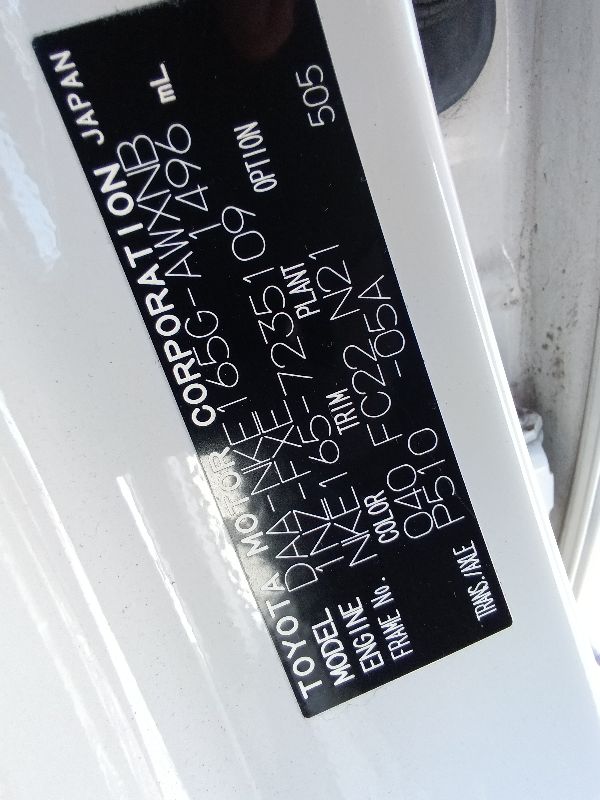 TOYOTA MOTOR CORPORATION JAPAN
MODEL DAA-NKE165G-AWXNB
ENGINE 1NZ-FXE 1496 mL
FRAME No. NKE165-7235109
COLOR TRIM PLANT OPTION
040 FC22 N21 505
TRANS./AXLE P510 -05A